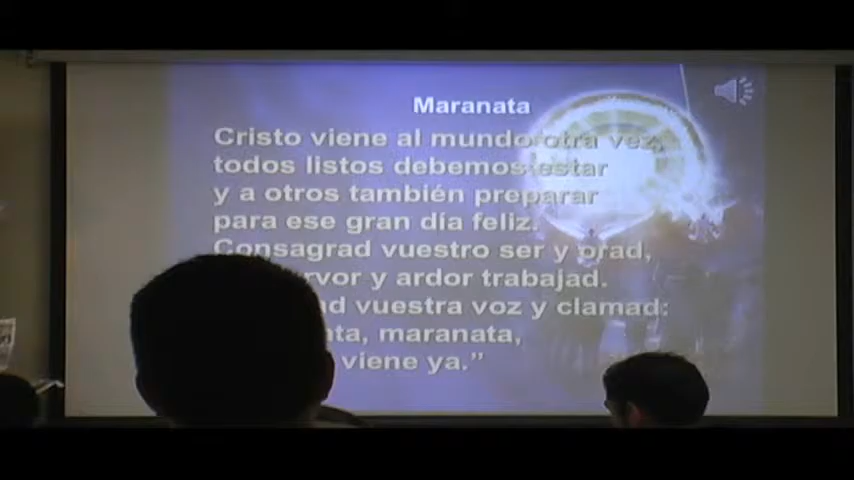 Maranata
Cristo viene al mundo otra vez,
todos listos debemos estar
y a otros también preparar
para ese gran día feliz.
Consagrad vuestro ser y orad,
y ardor trabajad.
vuestra voz y clamad:
maranata,
viene ya.”